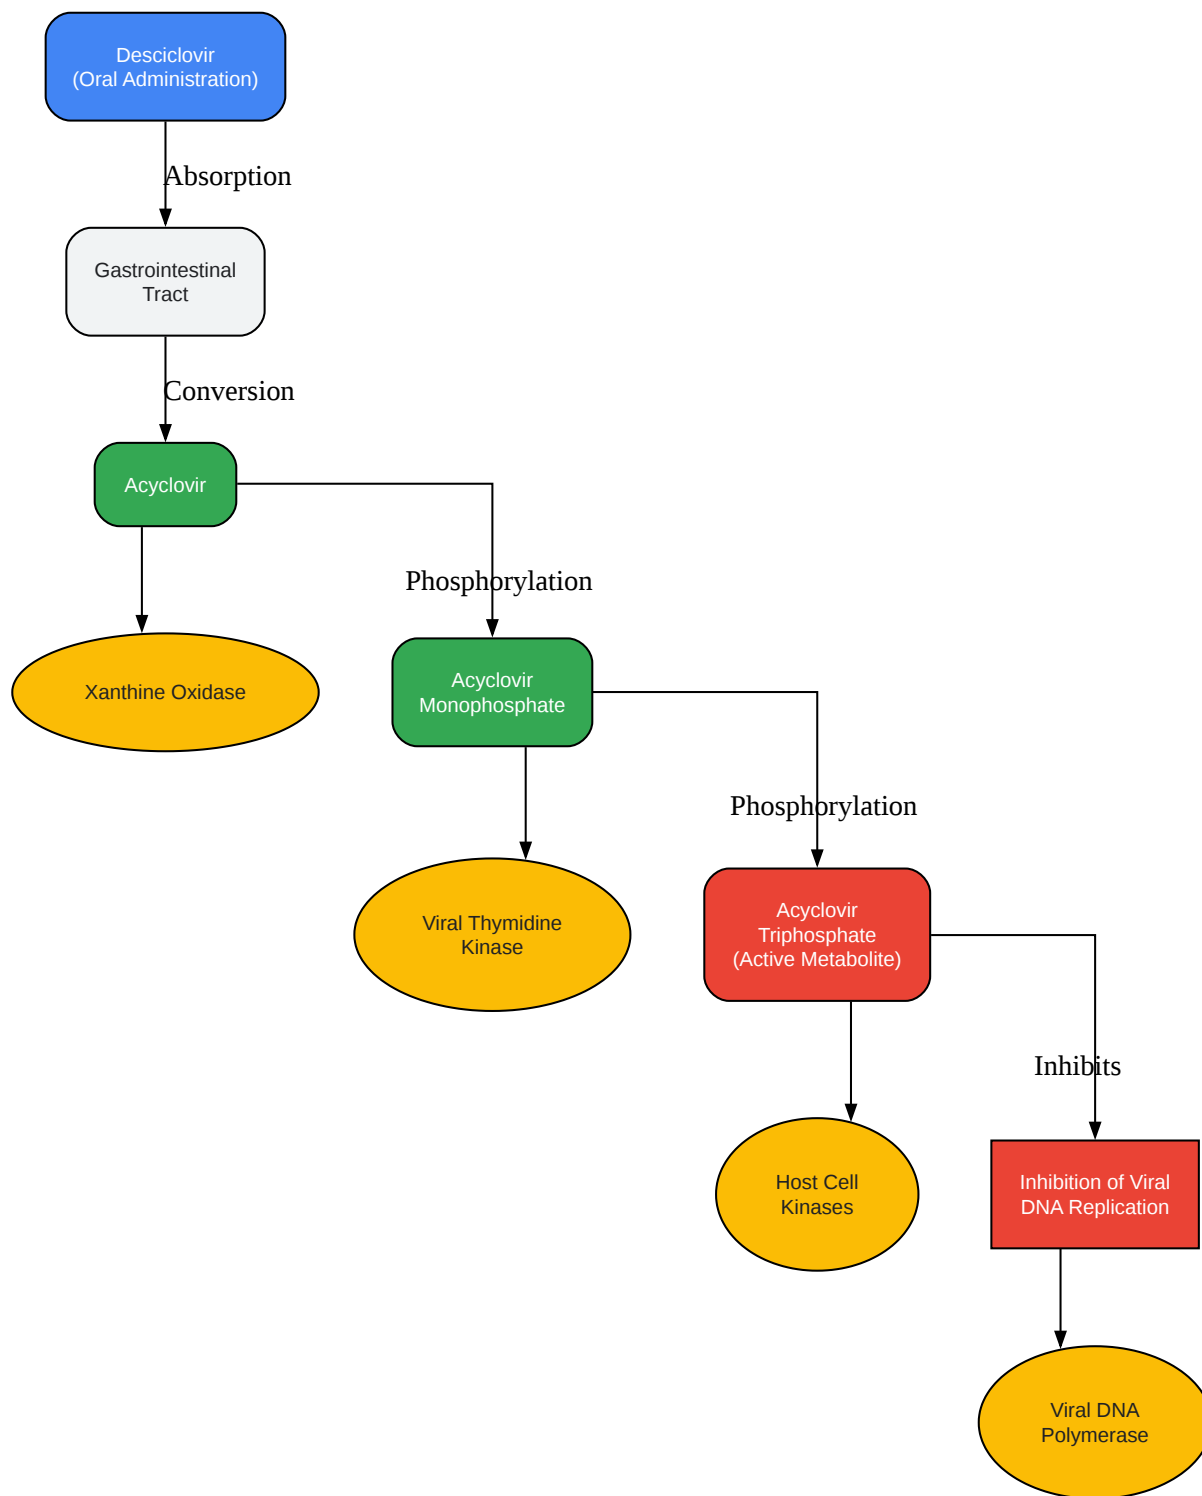 Desciclovir
(Oral Administration)
Absorption
Gastrointestinal
Tract
Conversion
Acyclovir
Phosphorylation
Xanthine Oxidase
Acyclovir
Monophosphate
Phosphorylation
Viral Thymidine
Kinase
Acyclovir
Triphosphate
(Active Metabolite)
Inhibits
Host Cell
Kinases
Inhibition of Viral
DNA Replication
Viral DNA
Polymerase